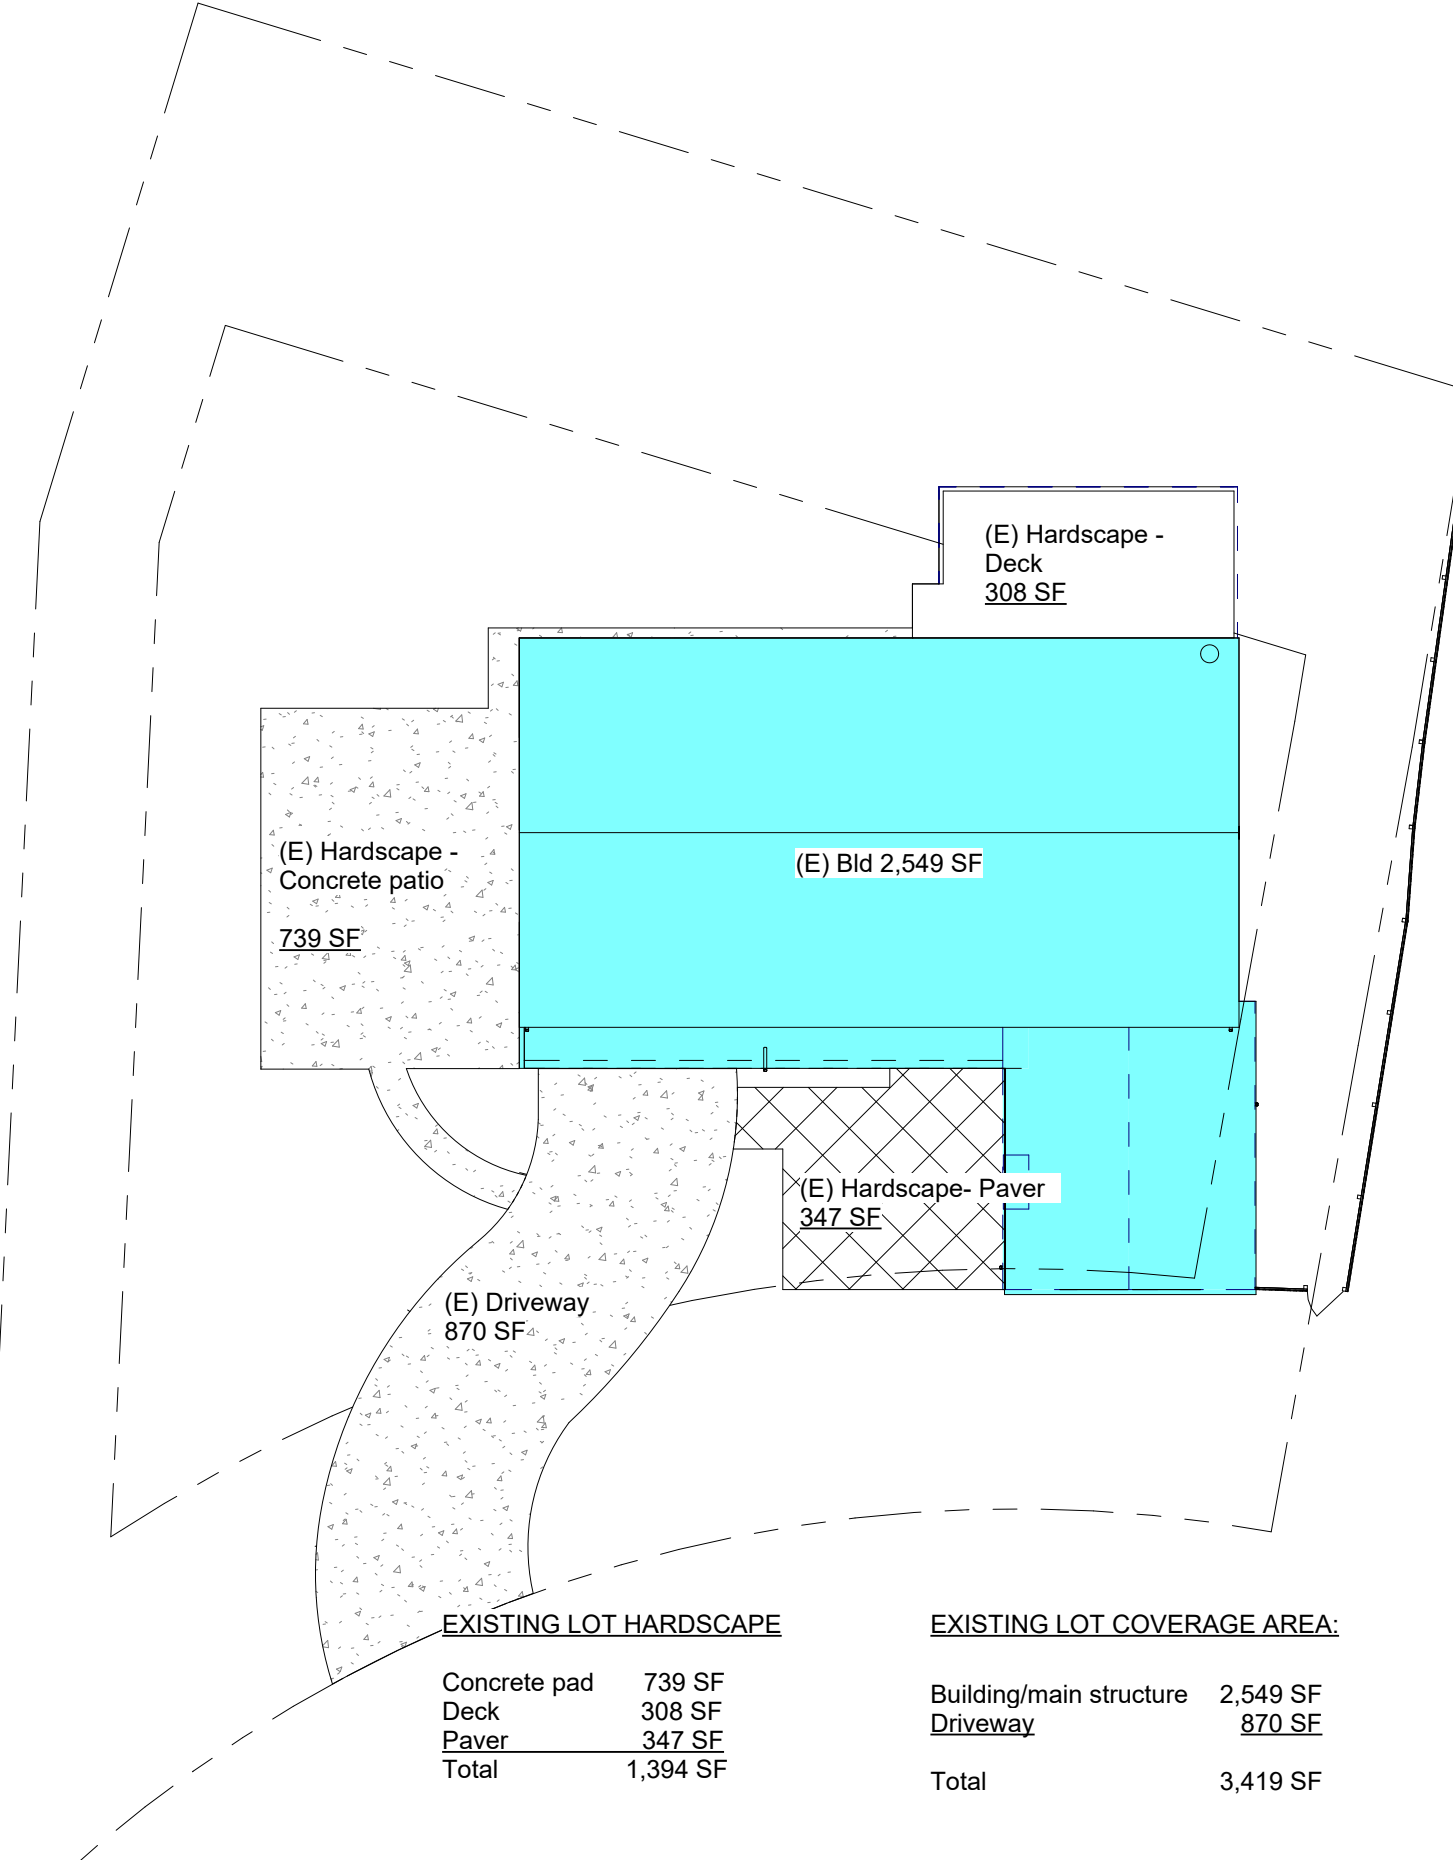 (E) Hardscape -
Deck
308 SF
(E) Hardscape -
Concrete patio
739 SF
(E) Bld 2,549 SF
(E) Hardscape- Paver
347 SF
(E) Driveway
870 SF
EXISTING LOT HARDSCAPE
Concrete pad 739 SF
Deck 308 SF
Paver 347 SF
Total 1,394 SF
EXISTING LOT COVERAGE AREA:
Building/main structure 2,549 SF
Driveway 870 SF
Total 3,419 SF